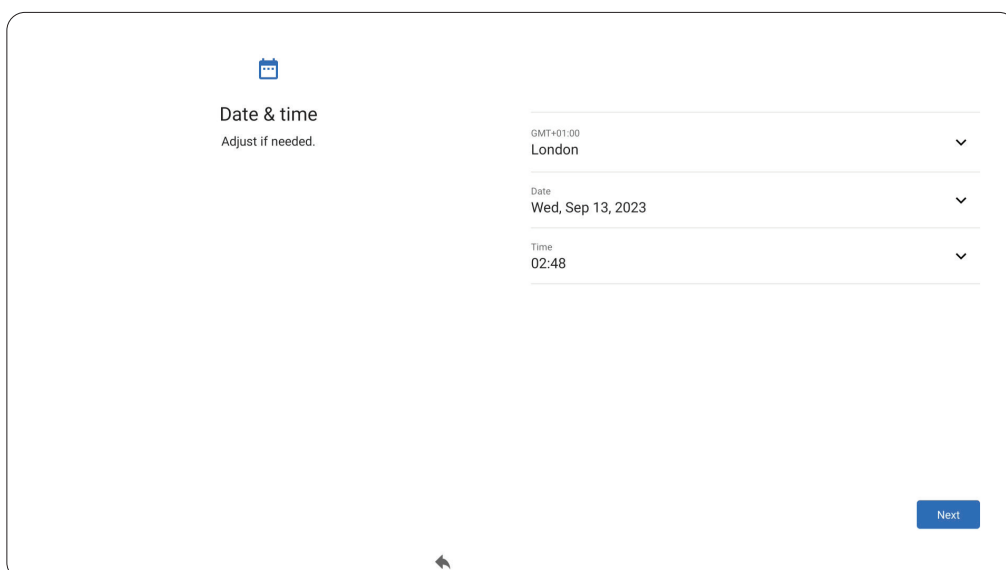 Date & time
Adjust if needed.
GMT+01:00
London
Date
Wed, Sep 13, 2023
Time
02:48
Next